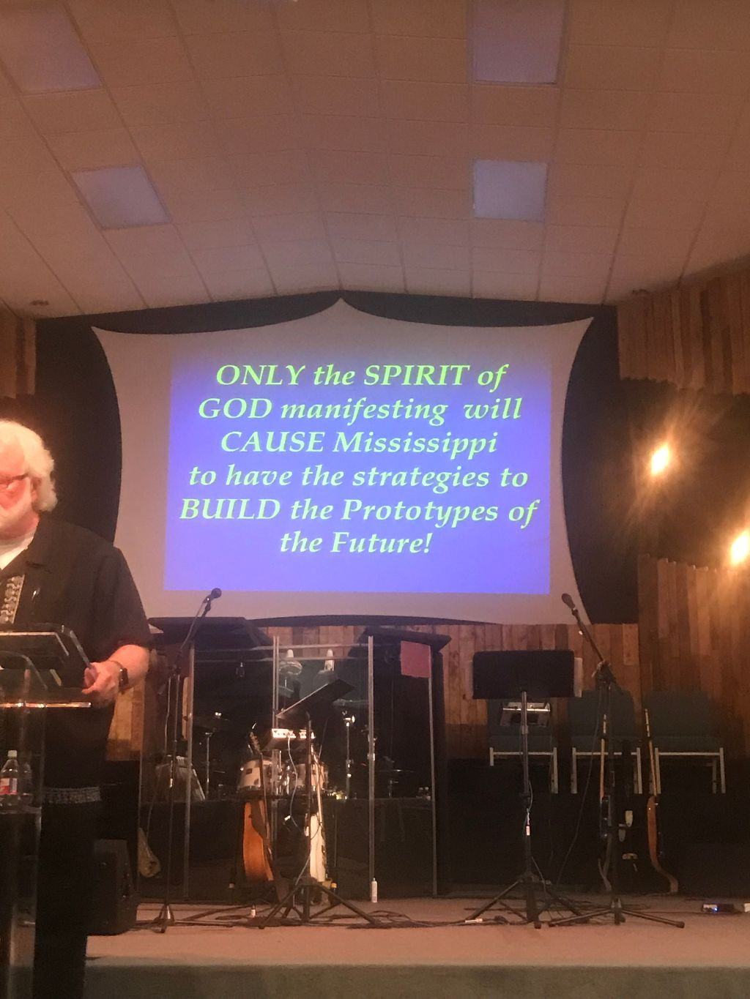 ONLY the SPIRIT of
GOD manifesting will
CAUSE Mississippi
to have the strategies to
BUILD the Prototypes of
the Future!